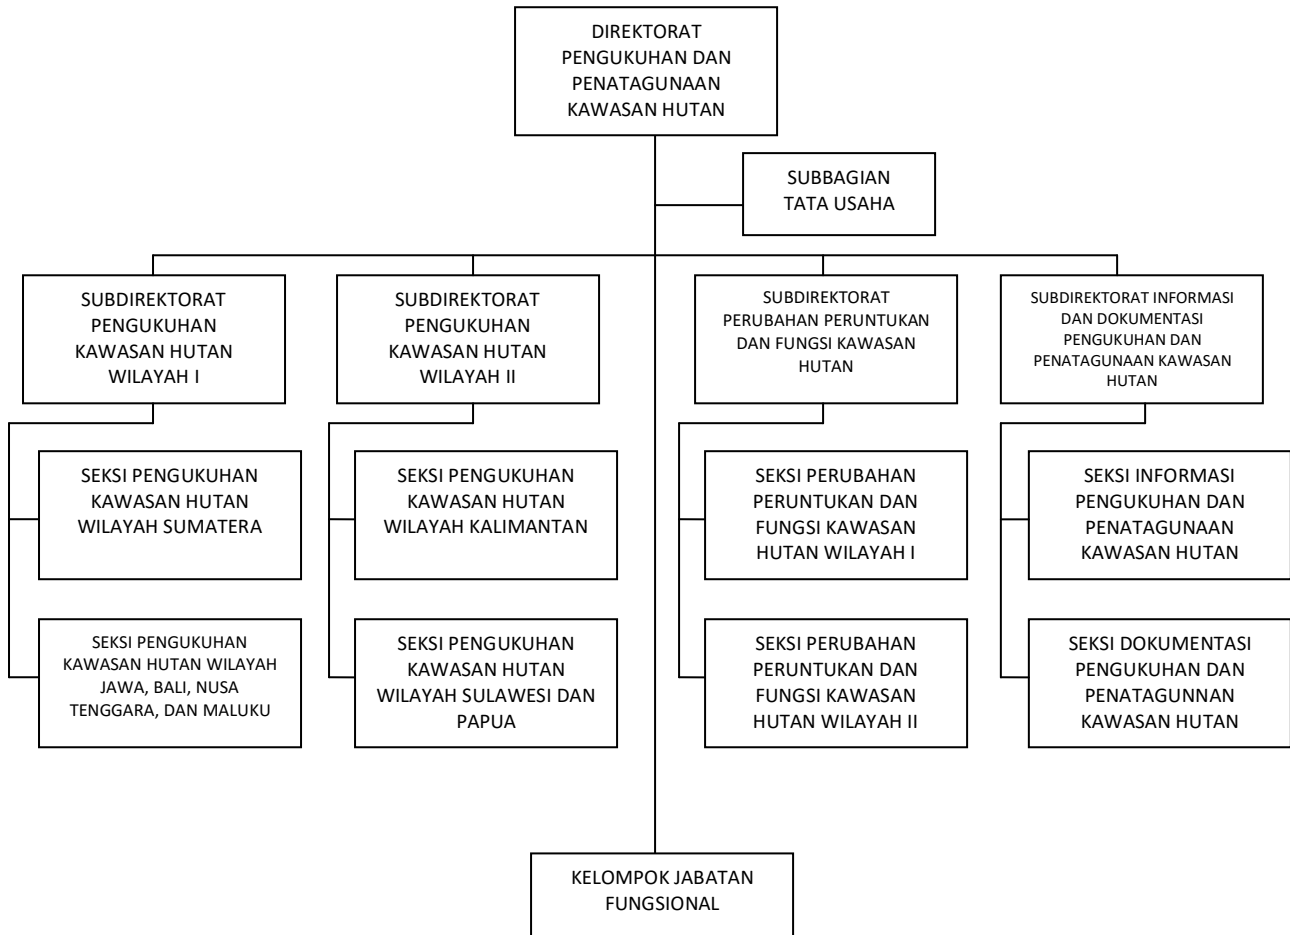 DIREKTORAT
PENGUKUHAN DAN
PENATAGUNAAN
KAWASAN HUTAN
SUBBAGIAN
TATA USAHA
SUBDIREKTORAT
PENGUKUHAN
KAWASAN HUTAN
WILAYAH I
SUBDIREKTORAT
PENGUKUHAN
KAWASAN HUTAN
WILAYAH II
SUBDIREKTORAT
PERUBAHAN PERUNTUKAN
DAN FUNGSI KAWASAN
HUTAN
SUBDIREKTORAT INFORMASI
DAN DOKUMENTASI
PENGUKUHAN DAN
PENATAGUNAAN KAWASAN
HUTAN
SEKSI PENGUKUHAN
KAWASAN HUTAN
WILAYAH SUMATERA
SEKSI PENGUKUHAN
KAWASAN HUTAN
WILAYAH KALIMANTAN
SEKSI PERUBAHAN
PERUNTUKAN DAN
FUNGSI KAWASAN
HUTAN WILAYAH I
SEKSI INFORMASI
PENGUKUHAN DAN
PENATAGUNAAN
KAWASAN HUTAN
SEKSI PENGUKUHAN
KAWASAN HUTAN WILAYAH
JAWA, BALI, NUSA
TENGGARA, DAN MALUKU
SEKSI PENGUKUHAN
KAWASAN HUTAN
WILAYAH SULAWESI DAN
PAPUA
SEKSI PERUBAHAN
PERUNTUKAN DAN
FUNGSI KAWASAN
HUTAN WILAYAH II
SEKSI DOKUMENTASI
PENGUKUHAN DAN
PENATAGUNNAN
KAWASAN HUTAN
KELOMPOK JABATAN
FUNGSIONAL